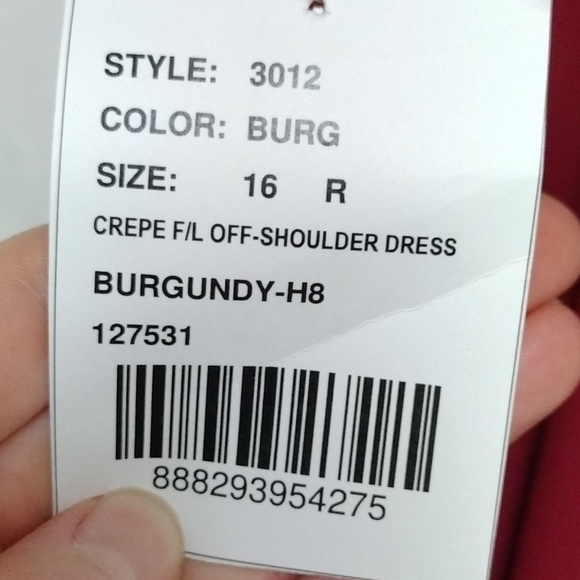 STYLE: 3012
COLOR: BURG
SIZE: 16 R
CREPE F/L OFF-SHOULDER DRESS
BURGUNDY-H8
127531
888293954275